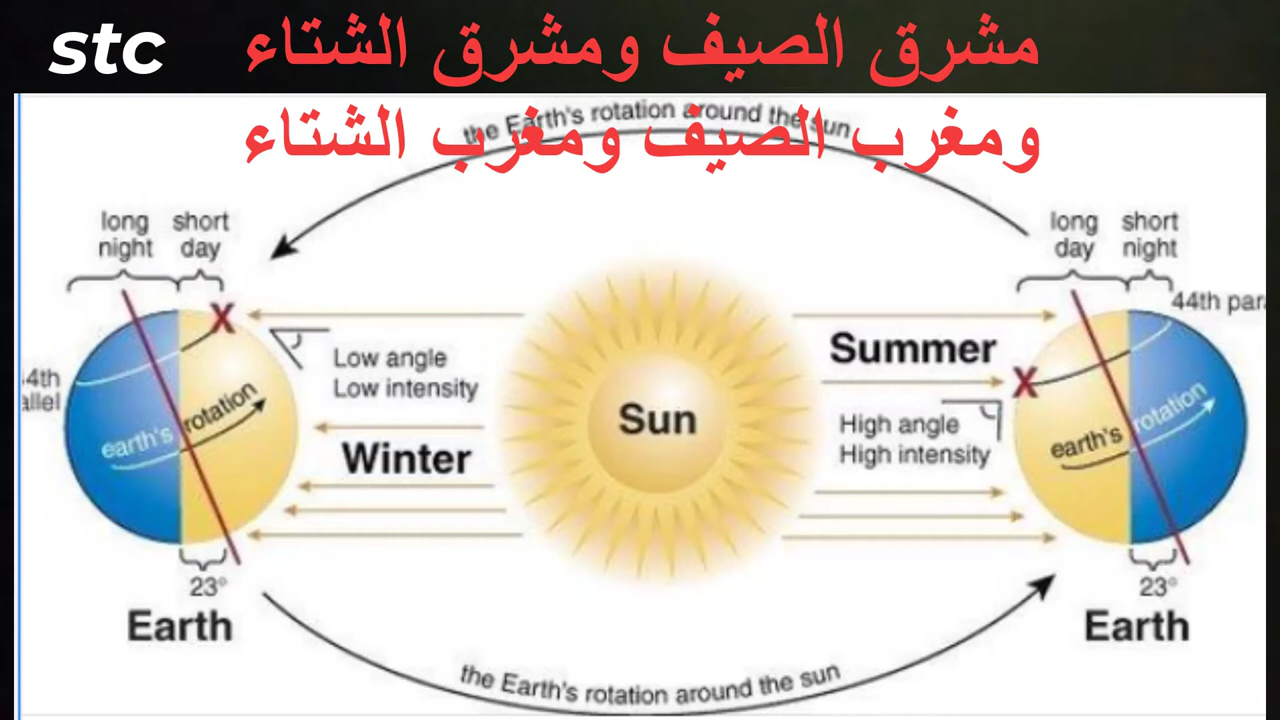 stc
مشرق الصيف ومشرق الشتاء
ومغرب الصيف ومغرب الشتاء
the Earth's rotation around the sun
long night
short day
long day
short night
44th par
4th
allel
Low angle
Low intensity
Winter
Sun
Summer
High angle
High intensity
earth's rotation
earth's rotation
23°
Earth
23°
Earth
the Earth's rotation around the sun
X
X